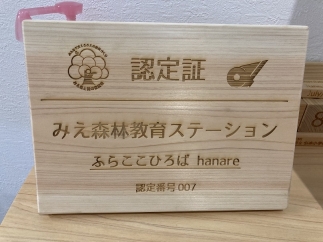 認定証
みえ森林教育ステーション
ふらここひろば hanare
認定番号007